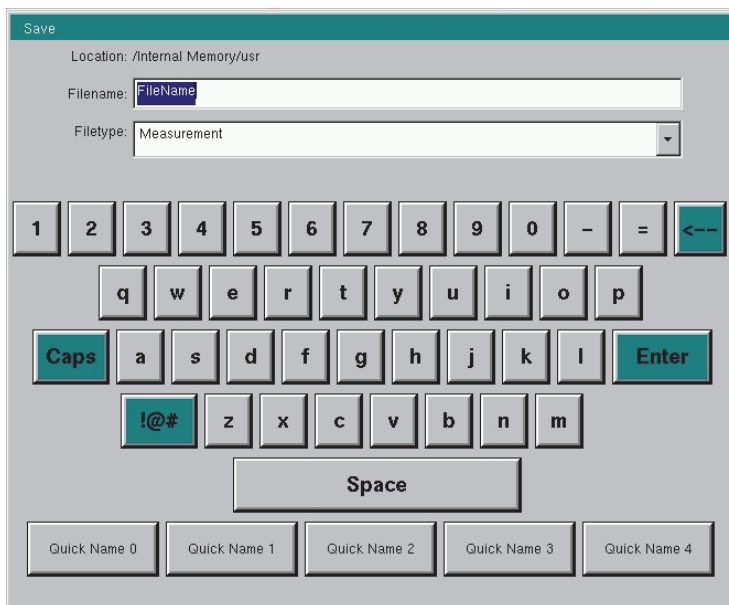 Save
Location: /Internal Memory/usr
Filename: FileName
Filetype: Measurement
1 2 3 4 5 6 7 8 9 0 - = <--
q w e r t y u i o p
Caps a s d f g h j k l Enter
!@# z x c v b n m
Space
Quick Name 0 Quick Name 1 Quick Name 2 Quick Name 3 Quick Name 4